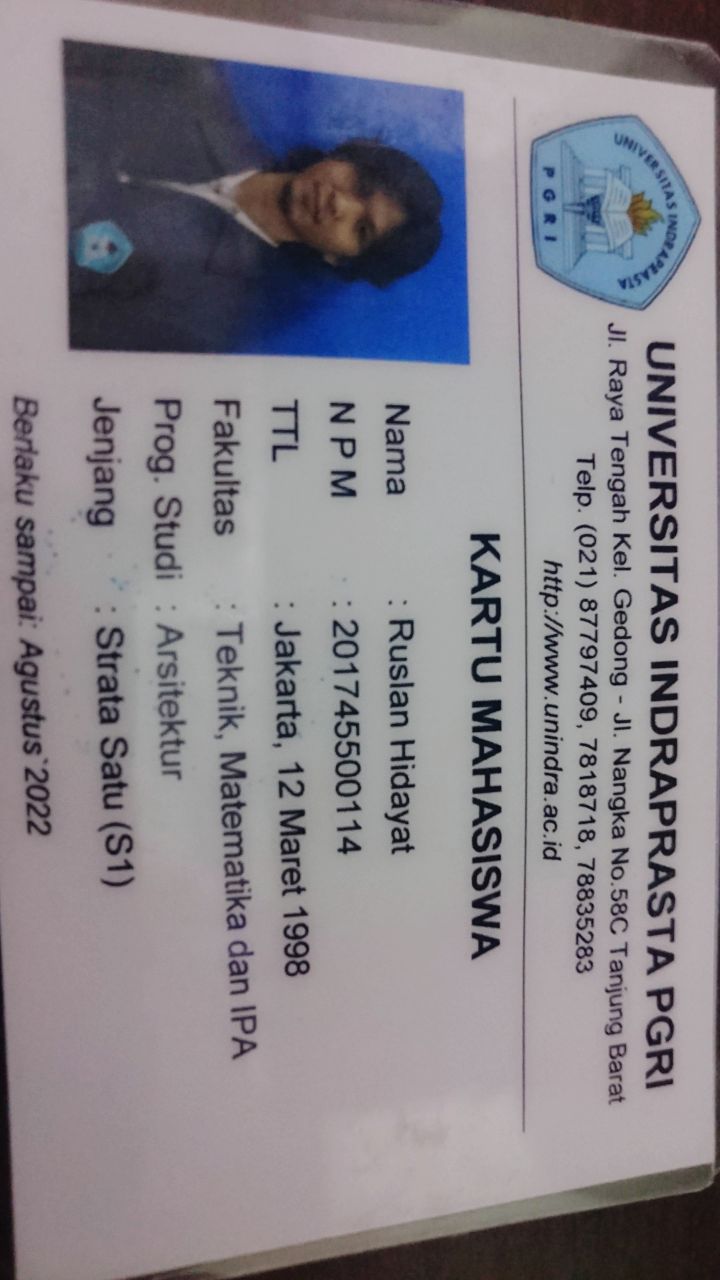 UNIVERSITAS INDRAPRASTA
PGRI
UNIVERSITAS INDRAPRASTA PGRI
Jl. Raya Tengah Kel. Gedong - Jl. Nangka No.58C Tanjung Barat
Telp. (021) 87797409, 7818718, 78835283
http://www.unindra.ac.id
KARTU MAHASISWA
Nama : Ruslan Hidayat
N P M : 201745500114
TTL : Jakarta, 12 Maret 1998
Fakultas : Teknik, Matematika dan IPA
Prog. Studi : Arsitektur
Jenjang : Strata Satu (S1)
Berlaku sampai: Agustus 2022